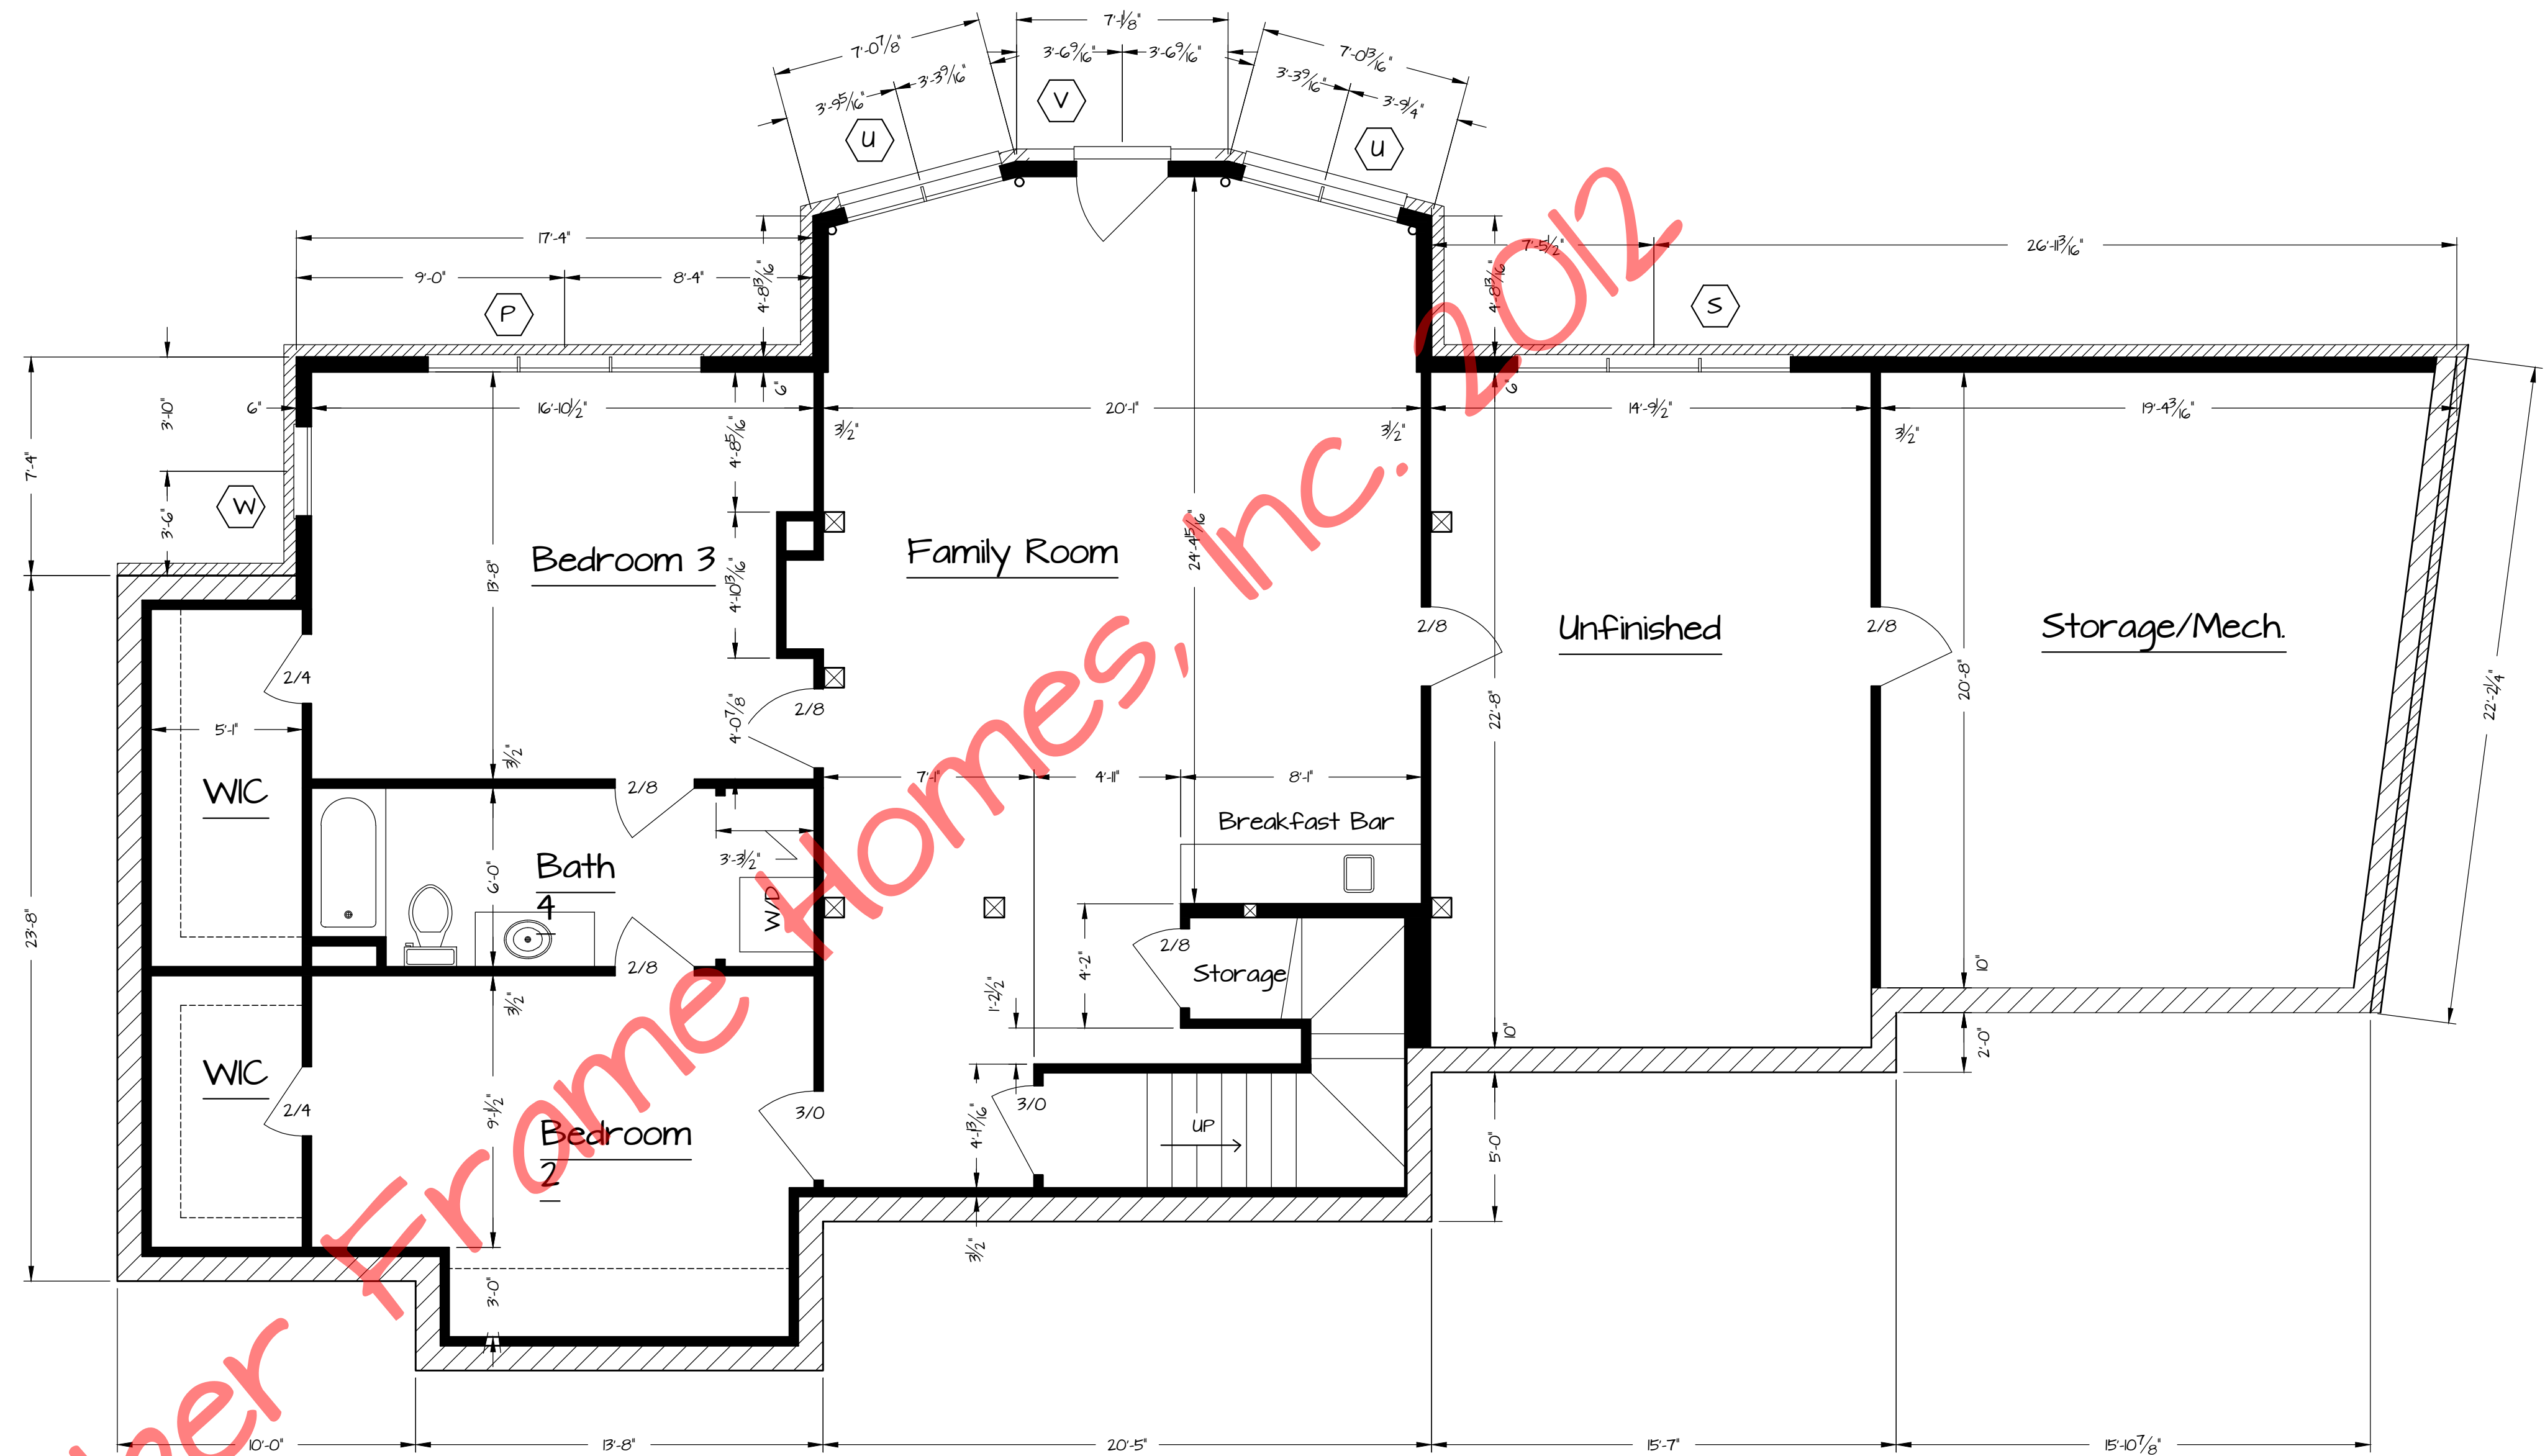 7'-1 1/8"
7'-0 7/8"
3'-6 9/16" 3'-6 9/16"
7'-0 13/16"
3'-9 5/16" 3'-3 9/16"
3'-3 9/16" 3'-9 1/4"
V
U
U
17'-4"
7'-5 1/2" 26'-11 3/16"
9'-0" 8'-4"
4'-8 13/16"
4'-8 13/16"
P
S
6"
6"
6" 16'-10 1/2" 20'-1" 14'-9 1/2" 19'-4 3/16"
3 1/2" 3 1/2" 3 1/2"
3'-10"
7'-4"
3'-6"
W
4'-8 5/16"
Bedroom 3
Family Room
24'-4 15/16"
13'-8"
4'-10 13/16"
Unfinished
Storage/Mech.
2/8
2/8
2/4
2/8
4'-0 7/8"
22'-8"
20'-8"
22'-2 1/4"
5'-1"
3 1/2"
7'-1" 4'-11" 8'-1"
WIC
2/8
Breakfast Bar
Bath
4
6'-0"
3'-3 1/2"
W/D
23'-8"
2/8
2/8
Storage
4'-2"
1'-2 1/2"
3 1/2"
10"
10"
2'-0"
WIC
2/4
9'-1 1/2"
3/0
3/0
4'-1 13/16"
UP
Bedroom
2
5'-0"
3 1/2"
3'-0"
10'-0" 13'-8" 20'-5" 15'-7" 15'-10 7/8"
her Frame Homes, Inc. 2012